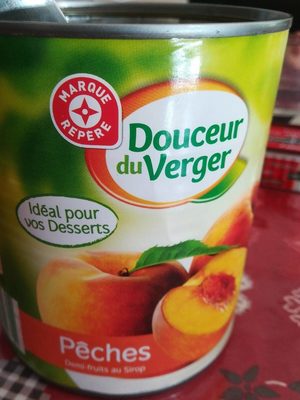 MARQUE
REPÈRE
Douceur
du Verger
Idéal pour
vos Desserts
Pêches
Demi-fruits au Sirop